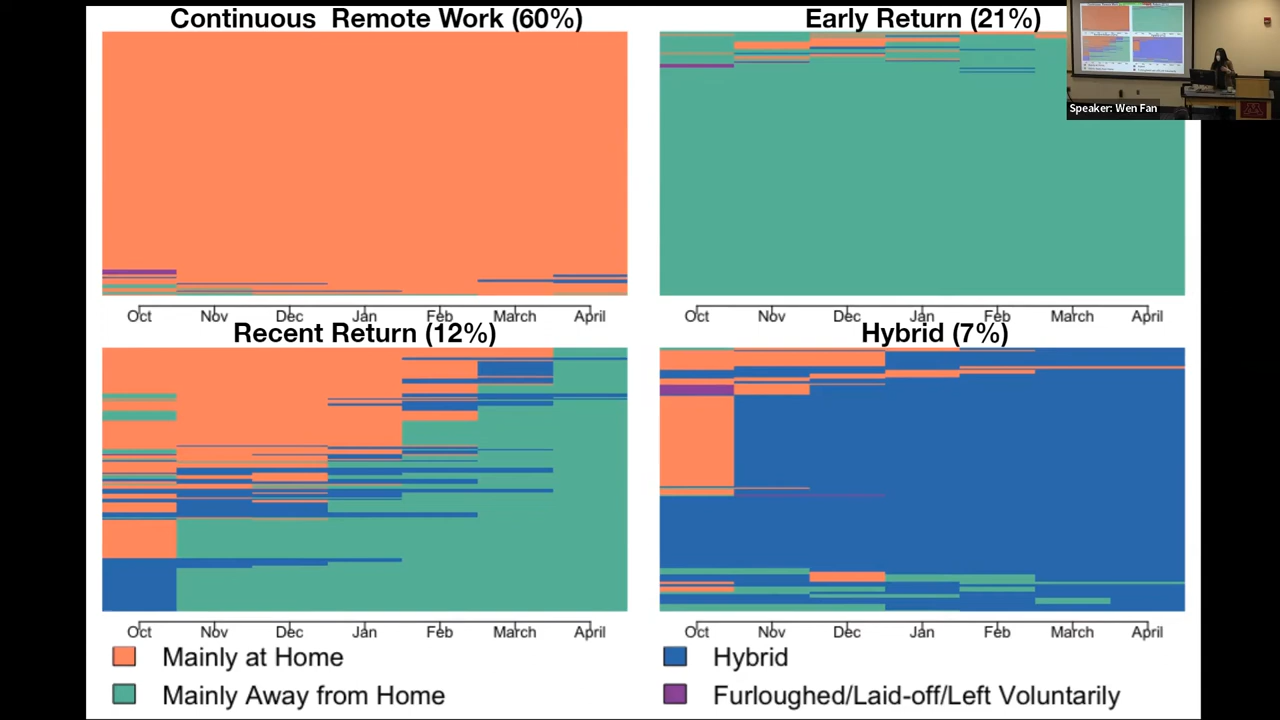 Continuous Remote Work (60%)
Early Return (21%)
Speaker: Wen Fan
Oct Nov Dec Jan Feb March April
Oct Nov Dec Jan Feb March April
Recent Return (12%)
Hybrid (7%)
Oct Nov Dec Jan Feb March April
Oct Nov Dec Jan Feb March April
Mainly at Home
Hybrid
Mainly Away from Home
Furloughed/Laid-off/Left Voluntarily